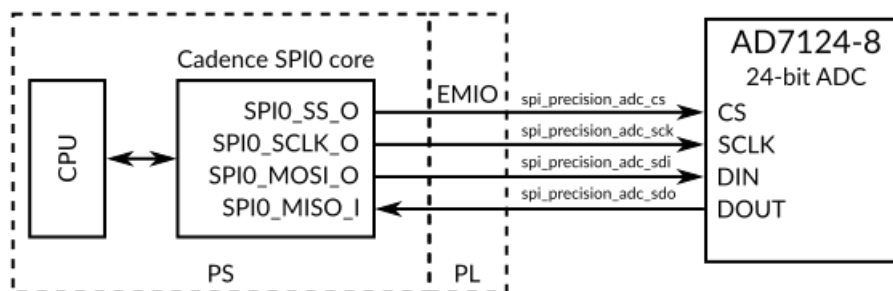 AD7124-8
24-bit ADC
Cadence SPI0 core
CPU
SPI0_SS_O
SPI0_SCLK_O
SPI0_MOSI_O
SPI0_MISO_I
EMIO
spi_precision_adc_cs
spi_precision_adc_sck
spi_precision_adc_sdi
spi_precision_adc_sdo
CS
SCLK
DIN
DOUT
PS
PL